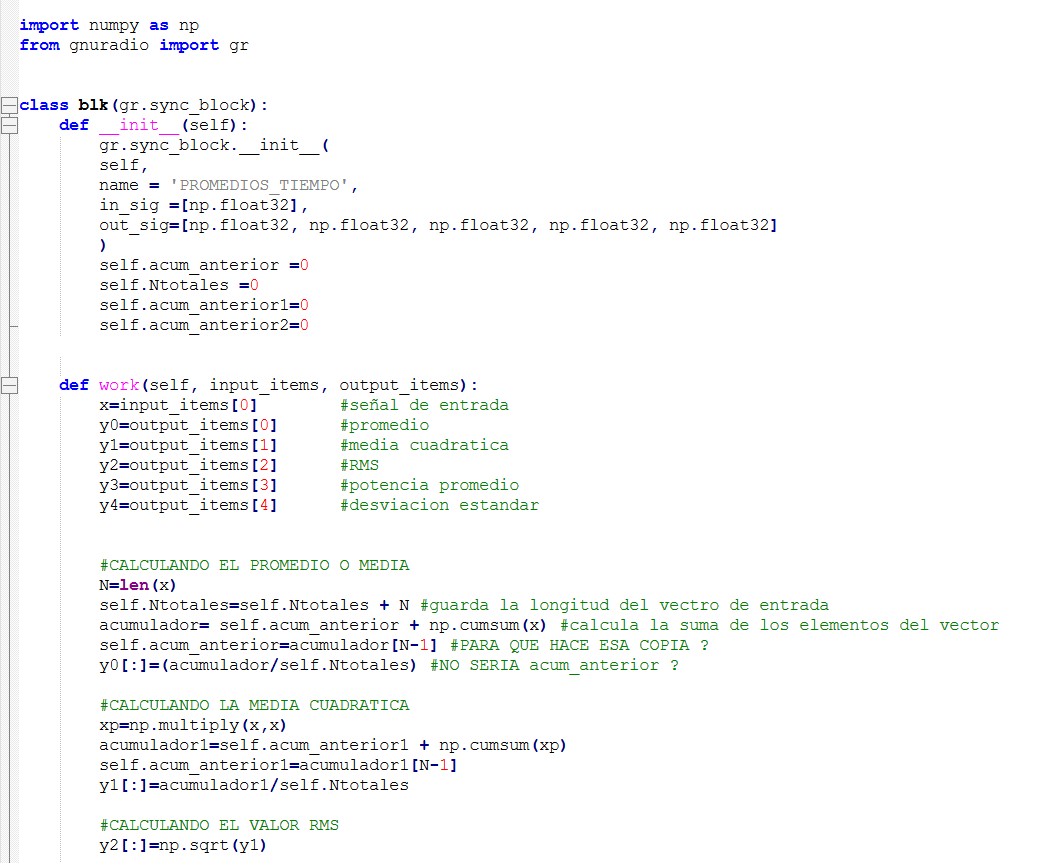 import numpy as np
from gnuradio import gr
class blk(gr.sync_block):
    def __init__(self):
        gr.sync_block.__init__(
        self,
        name = 'PROMEDIOS_TIEMPO',
        in_sig =[np.float32],
        out_sig=[np.float32, np.float32, np.float32, np.float32, np.float32]
        )
        self.acum_anterior =0
        self.Ntotales =0
        self.acum_anterior1=0
        self.acum_anterior2=0
    def work(self, input_items, output_items):
        x=input_items[0]        #señal de entrada
        y0=output_items[0]      #promedio
        y1=output_items[1]      #media cuadratica
        y2=output_items[2]      #RMS
        y3=output_items[3]      #potencia promedio
        y4=output_items[4]      #desviacion estandar
        #CALCULANDO EL PROMEDIO O MEDIA
        N=len(x)
        self.Ntotales=self.Ntotales + N #guarda la longitud del vectro de entrada
        acumulador= self.acum_anterior + np.cumsum(x) #calcula la suma de los elementos del vector
        self.acum_anterior=acumulador[N-1] #PARA QUE HACE ESA COPIA ?
        y0[:]=(acumulador/self.Ntotales) #NO SERIA acum_anterior ?
        #CALCULANDO LA MEDIA CUADRATICA
        xp=np.multiply(x,x)
        acumulador1=self.acum_anterior1 + np.cumsum(xp)
        self.acum_anterior1=acumulador1[N-1]
        y1[:]=acumulador1/self.Ntotales
        #CALCULANDO EL VALOR RMS
        y2[:]=np.sqrt(y1)